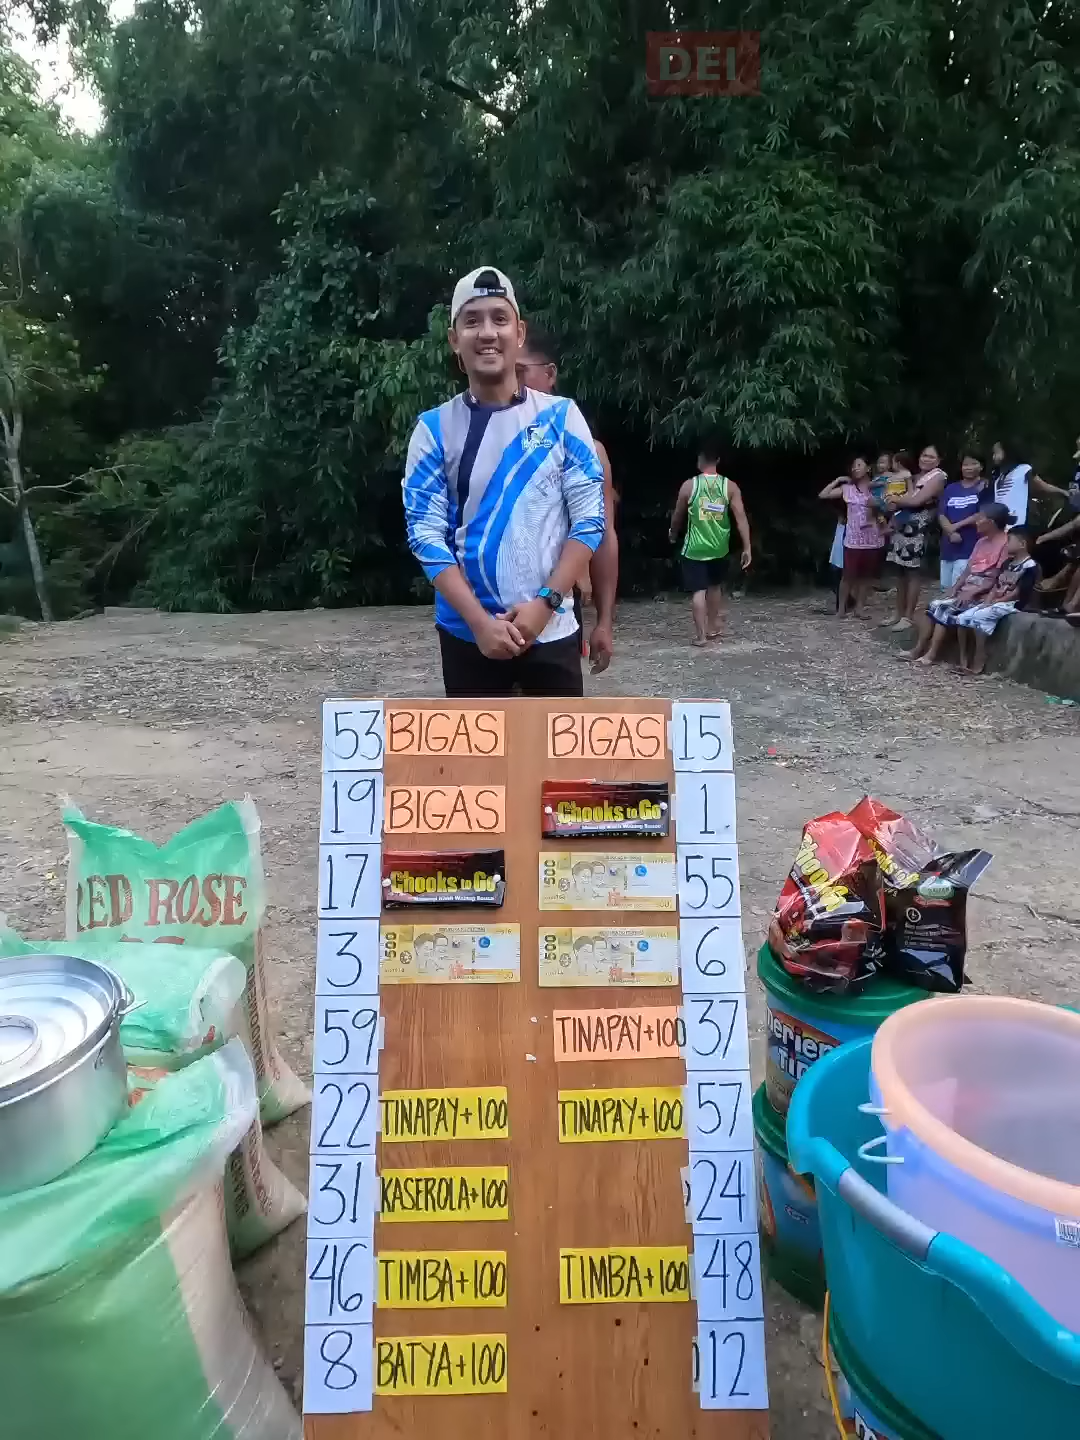 DEI
53 BIGAS BIGAS 15
19 BIGAS Chooks to Go 1
17 Chooks to Go 500 55
3 500 500 6
59 TINAPAY+100 37
22 TINAPAY+100 TINAPAY+100 57
31 KASEROLA+100 24
46 TIMBA+100 TIMBA+100 48
8 BATYA+100 12
RED ROSE
Chooks